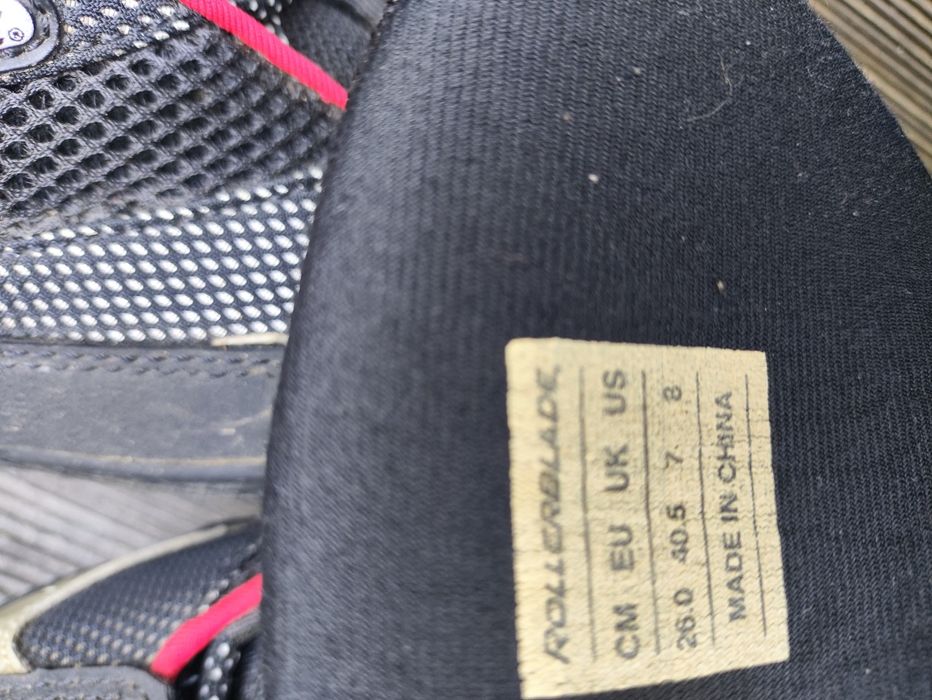 ROLLERBLADE
CM EU UK US
26.0 40.5 7 8
MADE IN CHINA